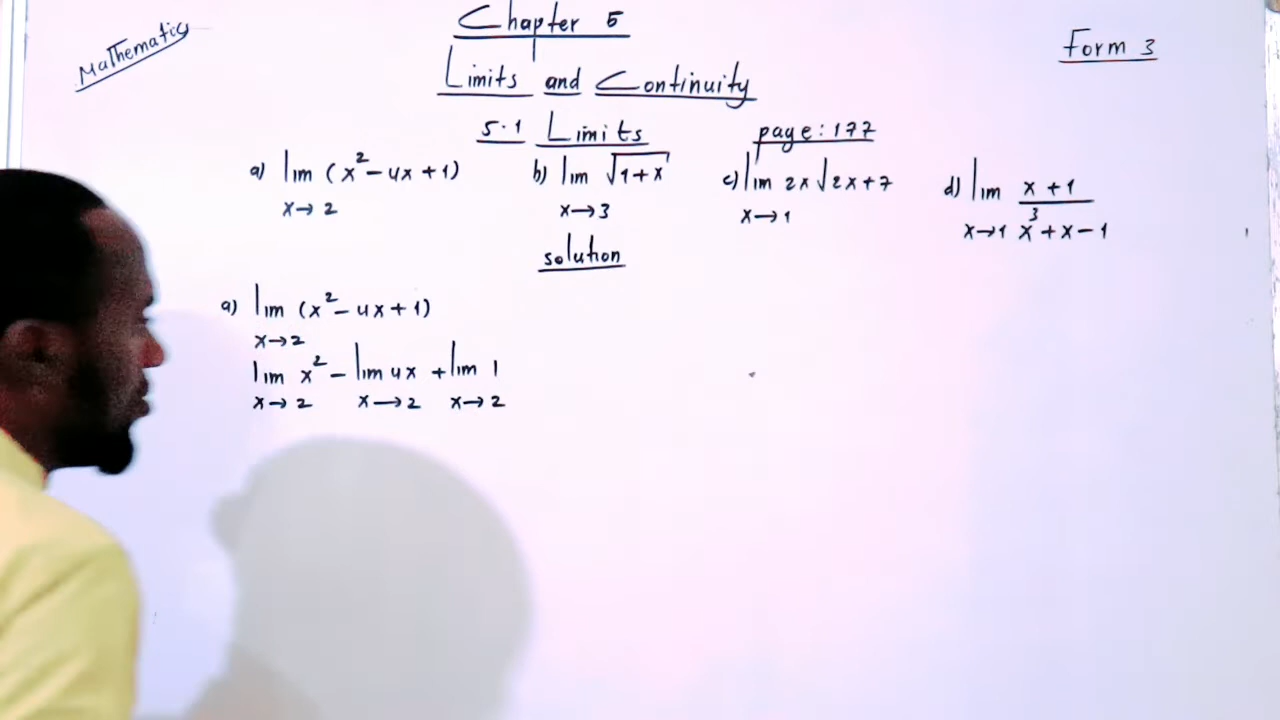 Mathematics
Chapter 5
Form 3
Limits and Continuity
5.1 Limits
page: 177
a) lim (x² - 4x + 1)
x → 2
b) lim √1+x
x → 3
c) lim 2x√2x+7
x → 1
d) lim x + 1
x → 1 x³ + x - 1
solution
a) lim (x² - 4x + 1)
x → 2
lim x² - lim 4x + lim 1
x → 2 x → 2 x → 2